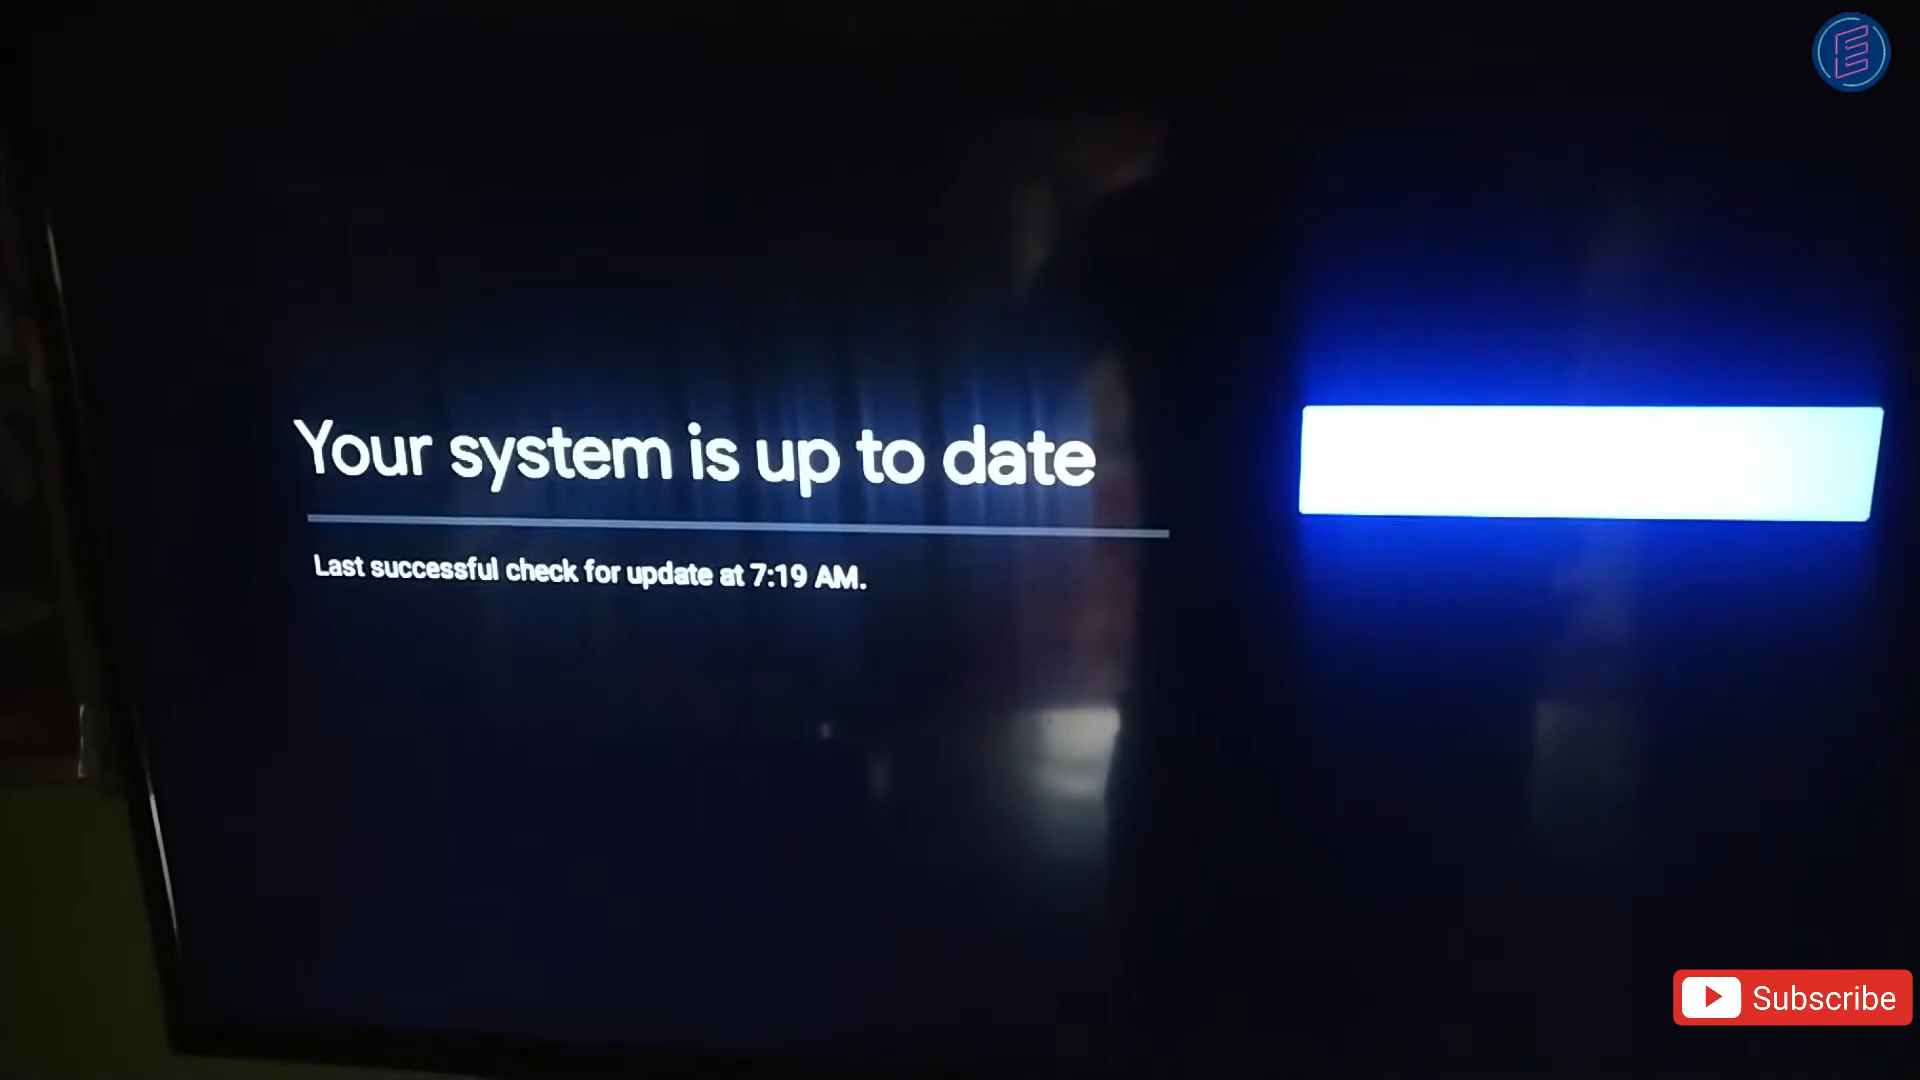 Your system is up to date
Last successful check for update at 7:19 AM.
Subscribe